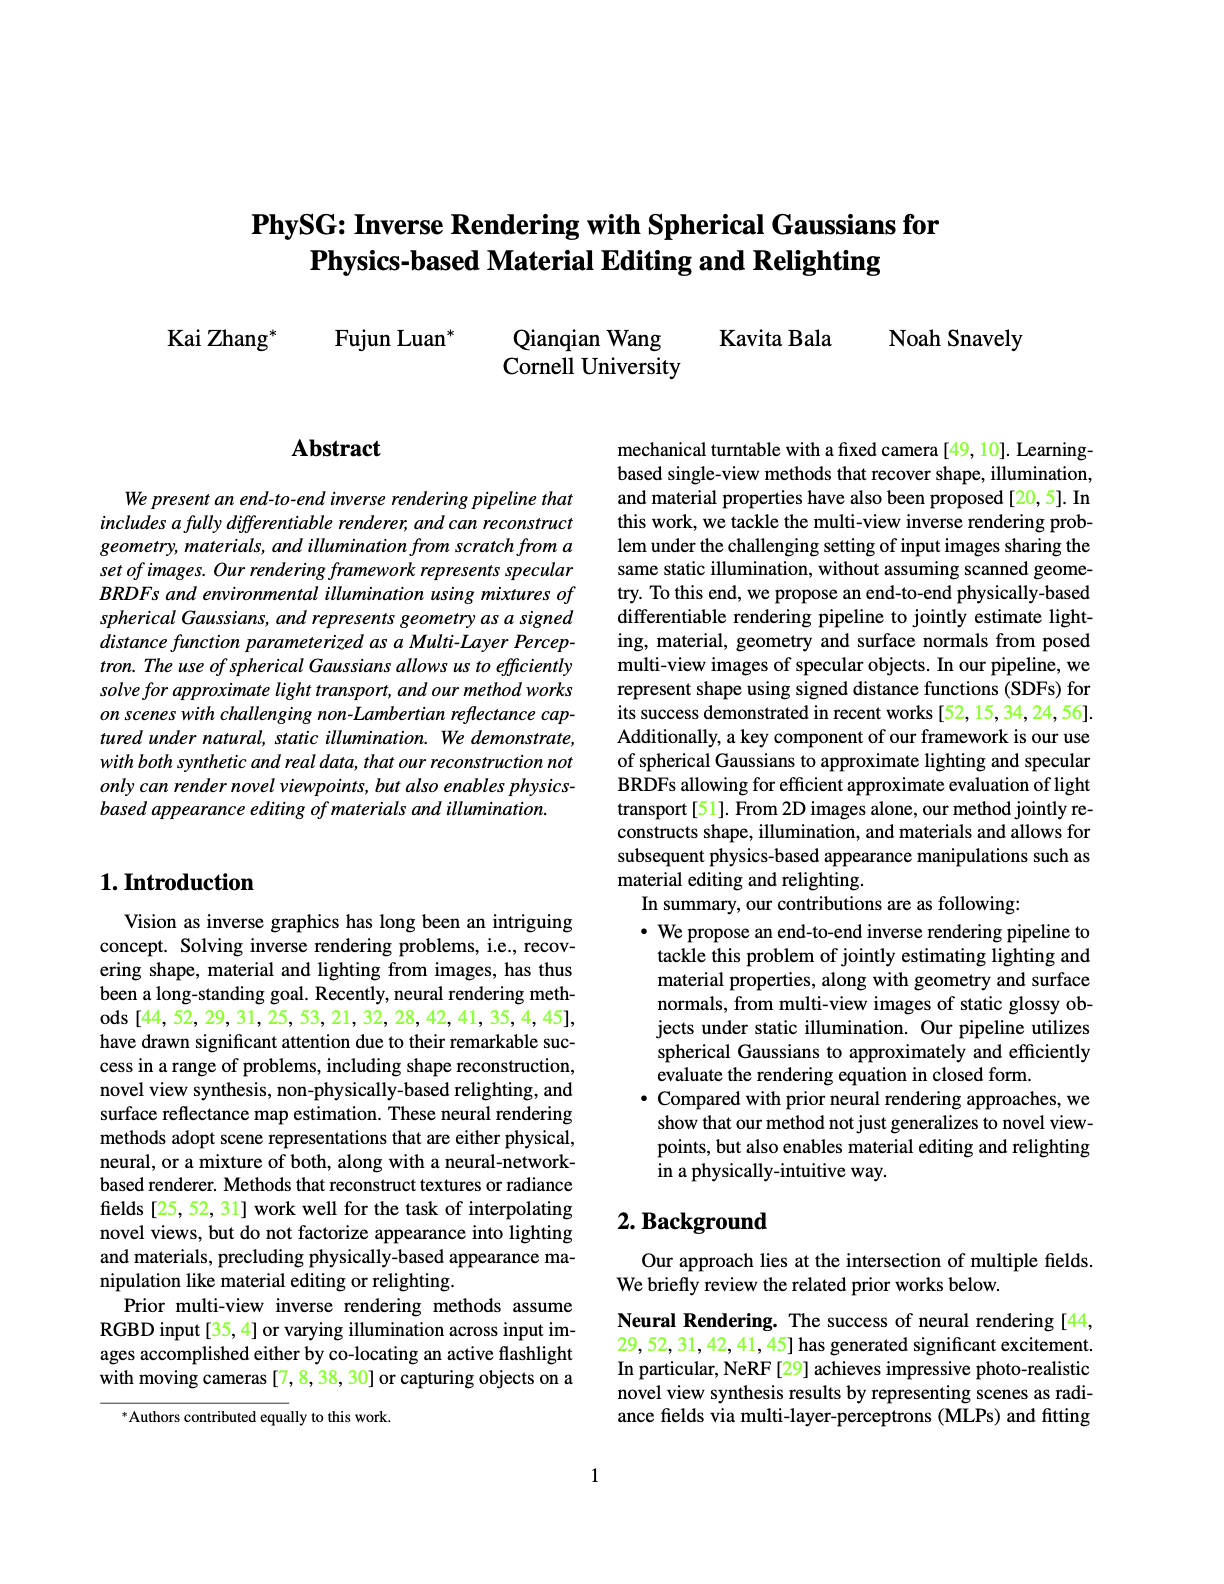 PhySG: Inverse Rendering with Spherical Gaussians for
Physics-based Material Editing and Relighting
Kai Zhang* Fujun Luan* Qianqian Wang Kavita Bala Noah Snavely
Cornell University
Abstract
We present an end-to-end inverse rendering pipeline that
includes a fully differentiable renderer, and can reconstruct
geometry, materials, and illumination from scratch from a
set of images. Our rendering framework represents specular
BRDFs and environmental illumination using mixtures of
spherical Gaussians, and represents geometry as a signed
distance function parameterized as a Multi-Layer Percep-
tron. The use of spherical Gaussians allows us to efficiently
solve for approximate light transport, and our method works
on scenes with challenging non-Lambertian reflectance cap-
tured under natural, static illumination. We demonstrate,
with both synthetic and real data, that our reconstruction not
only can render novel viewpoints, but also enables physics-
based appearance editing of materials and illumination.
1. Introduction
Vision as inverse graphics has long been an intriguing
concept. Solving inverse rendering problems, i.e., recov-
ering shape, material and lighting from images, has thus
been a long-standing goal. Recently, neural rendering meth-
ods [44, 52, 29, 31, 25, 53, 21, 32, 28, 42, 41, 35, 4, 45],
have drawn significant attention due to their remarkable suc-
cess in a range of problems, including shape reconstruction,
novel view synthesis, non-physically-based relighting, and
surface reflectance map estimation. These neural rendering
methods adopt scene representations that are either physical,
neural, or a mixture of both, along with a neural-network-
based renderer. Methods that reconstruct textures or radiance
fields [25, 52, 31] work well for the task of interpolating
novel views, but do not factorize appearance into lighting
and materials, precluding physically-based appearance ma-
nipulation like material editing or relighting.
Prior multi-view inverse rendering methods assume
RGBD input [35, 4] or varying illumination across input im-
ages accomplished either by co-locating an active flashlight
with moving cameras [7, 8, 38, 30] or capturing objects on a
*Authors contributed equally to this work.
mechanical turntable with a fixed camera [49, 10]. Learning-
based single-view methods that recover shape, illumination,
and material properties have also been proposed [20, 5]. In
this work, we tackle the multi-view inverse rendering prob-
lem under the challenging setting of input images sharing the
same static illumination, without assuming scanned geome-
try. To this end, we propose an end-to-end physically-based
differentiable rendering pipeline to jointly estimate light-
ing, material, geometry and surface normals from posed
multi-view images of specular objects. In our pipeline, we
represent shape using signed distance functions (SDFs) for
its success demonstrated in recent works [52, 15, 34, 24, 56].
Additionally, a key component of our framework is our use
of spherical Gaussians to approximate lighting and specular
BRDFs allowing for efficient approximate evaluation of light
transport [51]. From 2D images alone, our method jointly re-
constructs shape, illumination, and materials and allows for
subsequent physics-based appearance manipulations such as
material editing and relighting.
In summary, our contributions are as following:
• We propose an end-to-end inverse rendering pipeline to
tackle this problem of jointly estimating lighting and
material properties, along with geometry and surface
normals, from multi-view images of static glossy ob-
jects under static illumination. Our pipeline utilizes
spherical Gaussians to approximately and efficiently
evaluate the rendering equation in closed form.
• Compared with prior neural rendering approaches, we
show that our method not just generalizes to novel view-
points, but also enables material editing and relighting
in a physically-intuitive way.
2. Background
Our approach lies at the intersection of multiple fields.
We briefly review the related prior works below.
Neural Rendering. The success of neural rendering [44,
29, 52, 31, 42, 41, 45] has generated significant excitement.
In particular, NeRF [29] achieves impressive photo-realistic
novel view synthesis results by representing scenes as radi-
ance fields via multi-layer-perceptrons (MLPs) and fitting
1